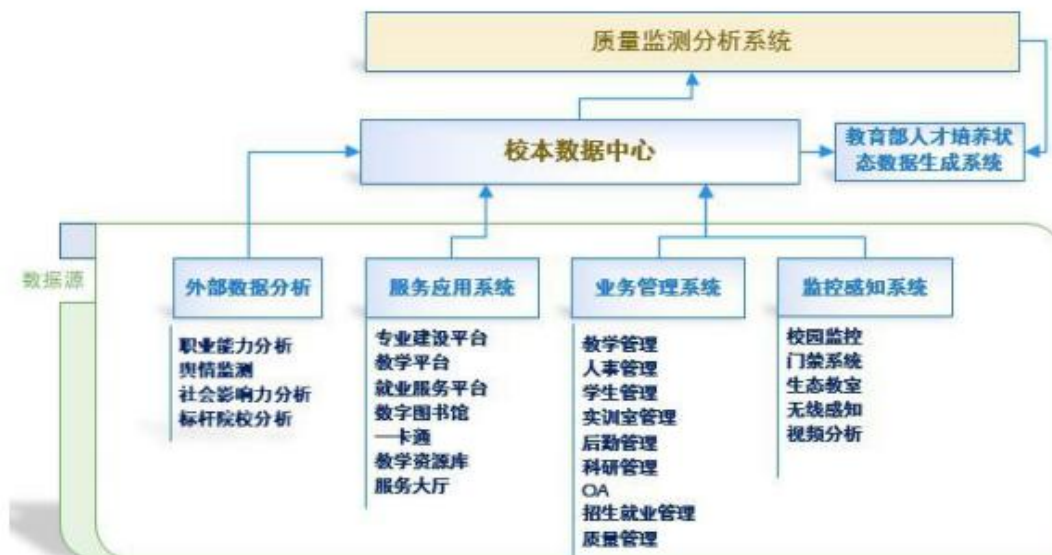 质量监测分析系统
校本数据中心
教育部人才培养状
态数据生成系统
数据源
外部数据分析
职业能力分析
舆情监测
社会影响力分析
标杆院校分析
服务应用系统
专业建设平台
教学平台
就业服务平台
数字图书馆
一卡通
教学资源库
服务大厅
业务管理系统
教学管理
人事管理
学生管理
实训室管理
后勤管理
科研管理
OA
招生就业管理
质量管理
监控感知系统
校园监控
门禁系统
生态教室
无线感知
视频分析